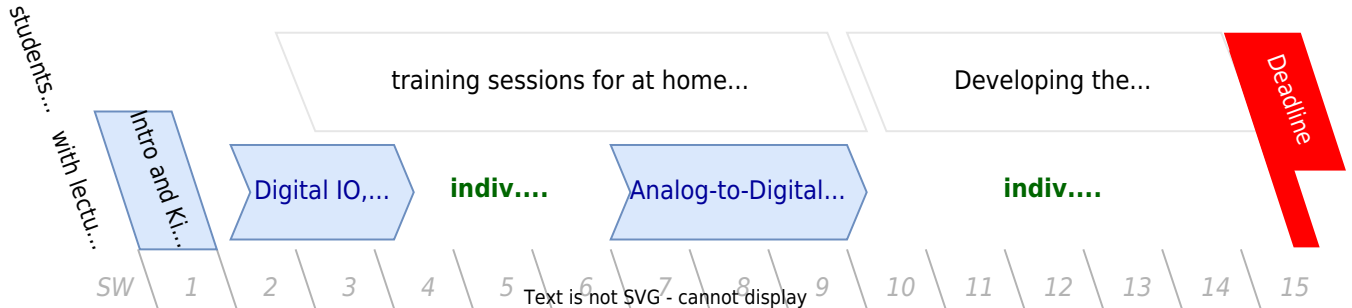 students...
training sessions for at home...
Developing the...
Deadline
with lectu...
Intro and Ki...
Digital IO,...
indiv....
Analog-to-Digital...
indiv....
SW 1 2 3 4 5 6 7 8 9 10 11 12 13 14 15
Text is not SVG - cannot display